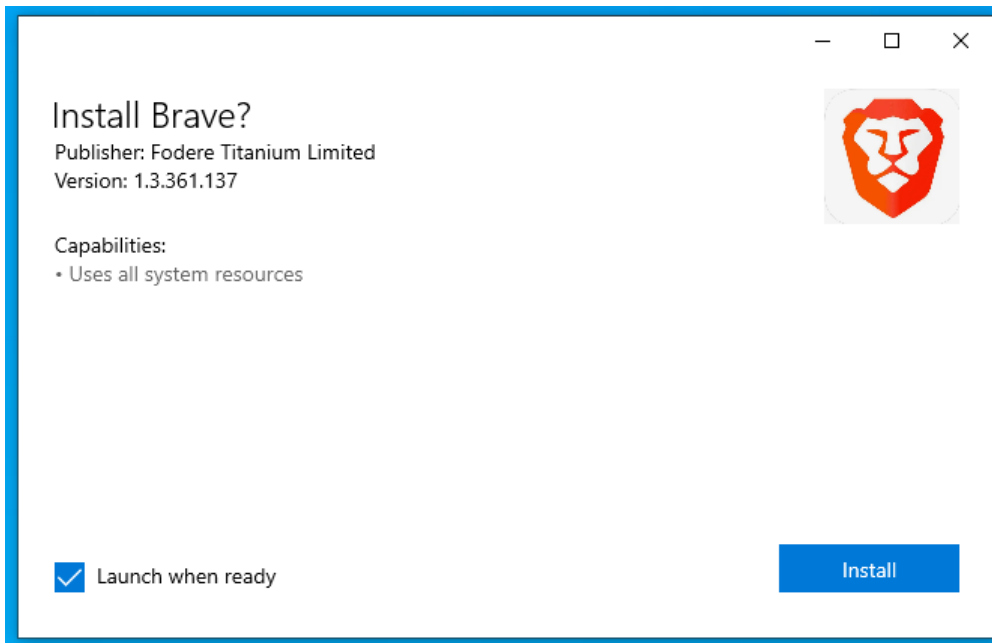 Install Brave?
Publisher: Fodere Titanium Limited
Version: 1.3.361.137
Capabilities:
• Uses all system resources
Launch when ready
Install